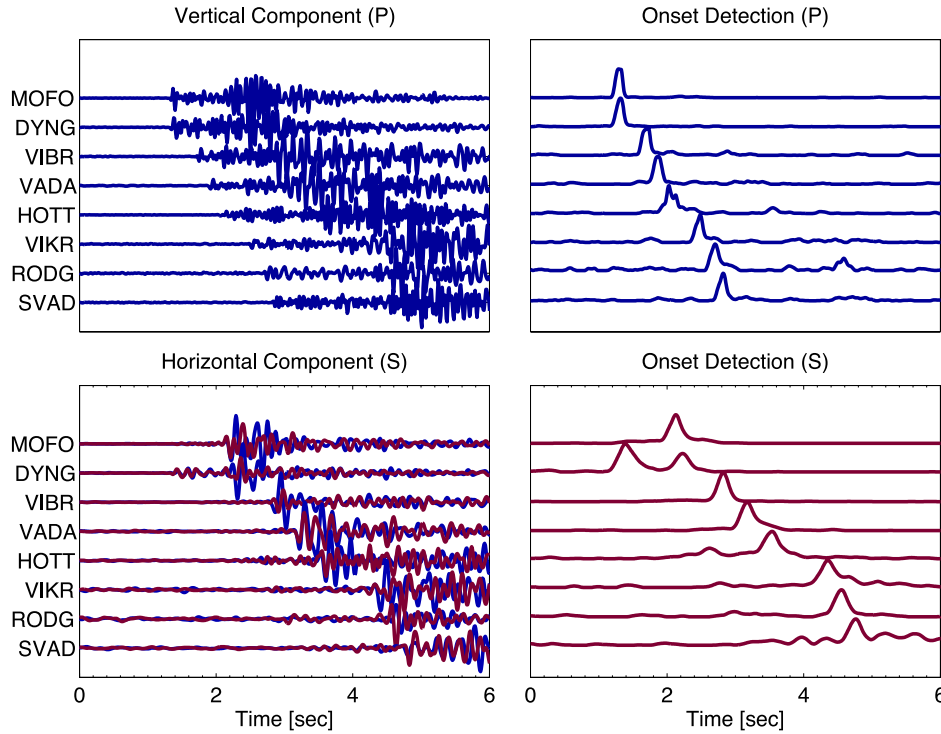 Vertical Component (P)
Onset Detection (P)
MOFO
DYNG
VIBR
VADA
HOTT
VIKR
RODG
SVAD
Horizontal Component (S)
Onset Detection (S)
MOFO
DYNG
VIBR
VADA
HOTT
VIKR
RODG
SVAD
0 2 4 6
0 2 4 6
Time [sec]
Time [sec]